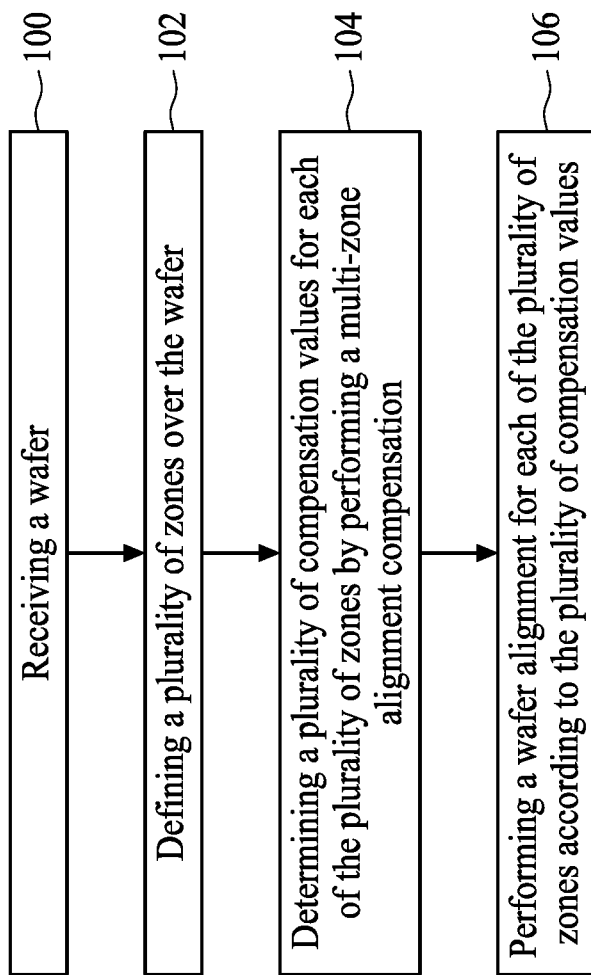 Receiving a wafer
100
Defining a plurality of zones over the wafer
102
Determining a plurality of compensation values for each
of the plurality of zones by performing a multi-zone
alignment compensation
104
Performing a wafer alignment for each of the plurality of
zones according to the plurality of compensation values
106